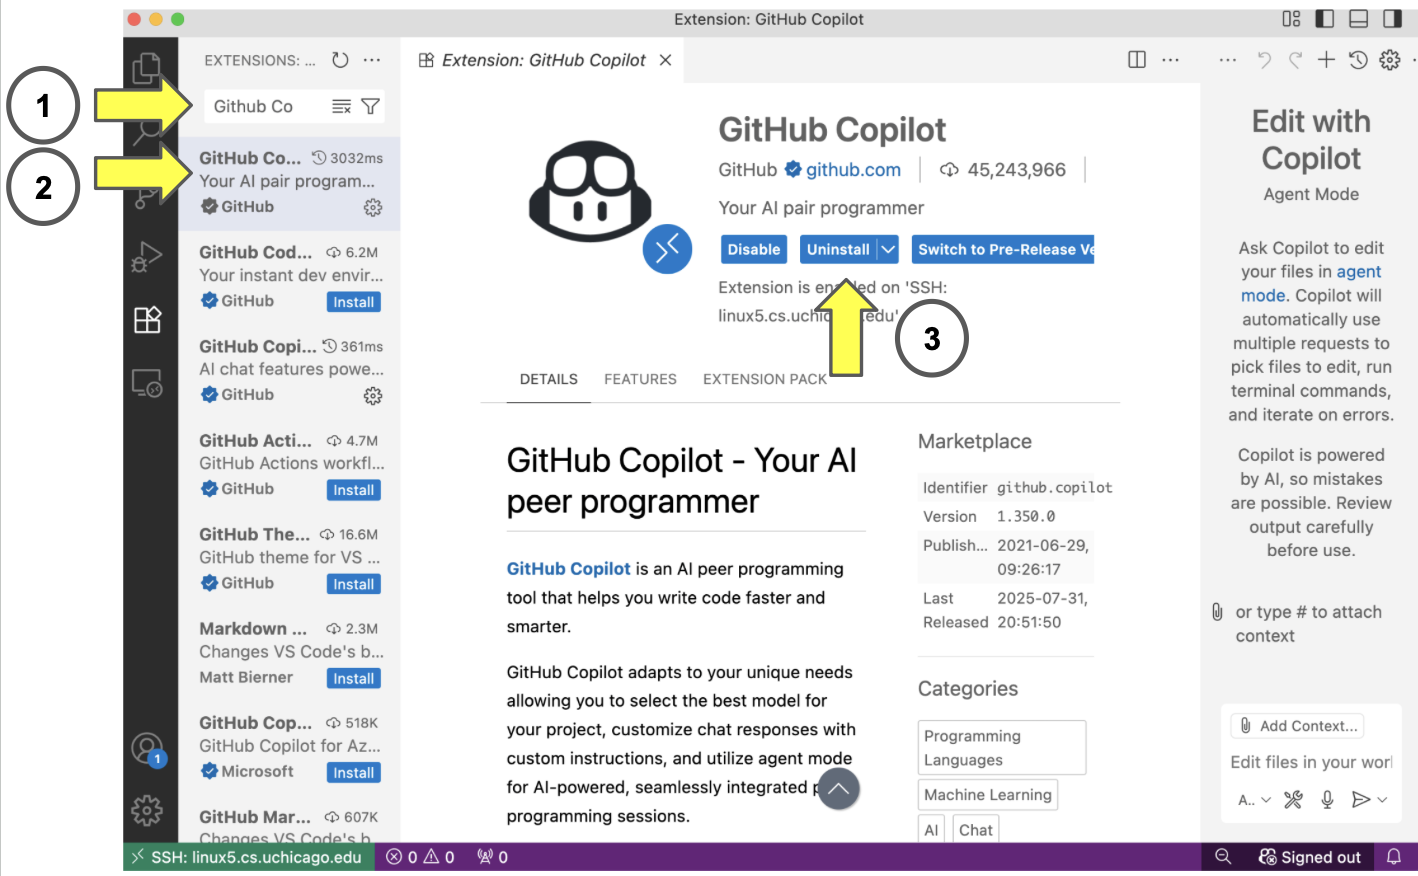 Extension: GitHub Copilot
1
2
3
EXTENSIONS: ...
Github Co
GitHub Co... 3032ms
Your AI pair program...
GitHub
GitHub Cod... 6.2M
Your instant dev envir...
GitHub Install
GitHub Copi... 361ms
AI chat features powe...
GitHub
GitHub Acti... 4.7M
GitHub Actions workfl...
GitHub Install
GitHub The... 16.6M
GitHub theme for VS ...
GitHub Install
Markdown ... 2.3M
Changes VS Code's b...
Matt Bierner Install
GitHub Cop... 518K
GitHub Copilot for Az...
Microsoft Install
GitHub Mar... 607K
Changes VS Code's b
Extension: GitHub Copilot
GitHub Copilot
GitHub github.com 45,243,966
Your AI pair programmer
Disable Uninstall Switch to Pre-Release Ve
Extension is enabled on 'SSH:
linux5.cs.uchicago.edu'
DETAILS FEATURES EXTENSION PACK
GitHub Copilot - Your AI
peer programmer
GitHub Copilot is an AI peer programming
tool that helps you write code faster and
smarter.
GitHub Copilot adapts to your unique needs
allowing you to select the best model for
your project, customize chat responses with
custom instructions, and utilize agent mode
for AI-powered, seamlessly integrated p
programming sessions.
Marketplace
Identifier github.copilot
Version 1.350.0
Publish... 2021-06-29,
09:26:17
Last 2025-07-31,
Released 20:51:50
Categories
Programming
Languages
Machine Learning
AI Chat
Edit with
Copilot
Agent Mode
Ask Copilot to edit
your files in agent
mode. Copilot will
automatically use
multiple requests to
pick files to edit, run
terminal commands,
and iterate on errors.
Copilot is powered
by AI, so mistakes
are possible. Review
output carefully
before use.
or type # to attach
context
Add Context...
Edit files in your wor
A..
1
SSH: linux5.cs.uchicago.edu 0 0 0 Signed out